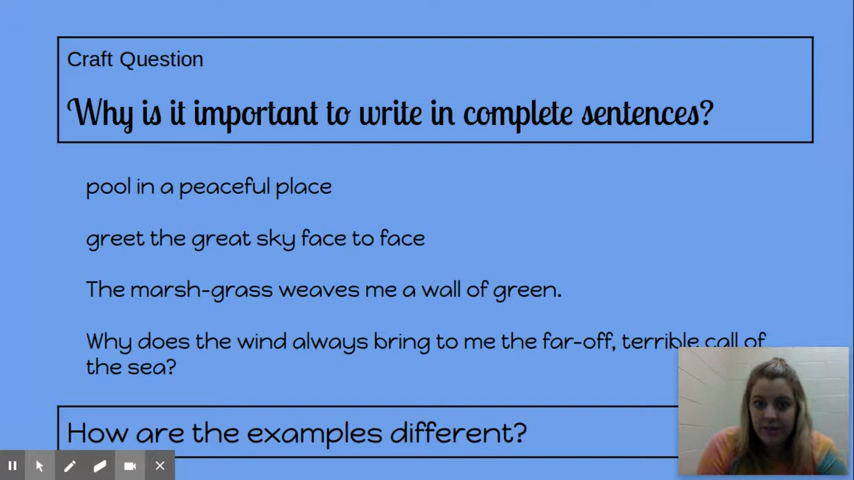 Craft Question
Why is it important to write in complete sentences?
pool in a peaceful place
greet the great sky face to face
The marsh-grass weaves me a wall of green.
Why does the wind always bring to me the far-off, terrible call of
the sea?
How are the examples different?